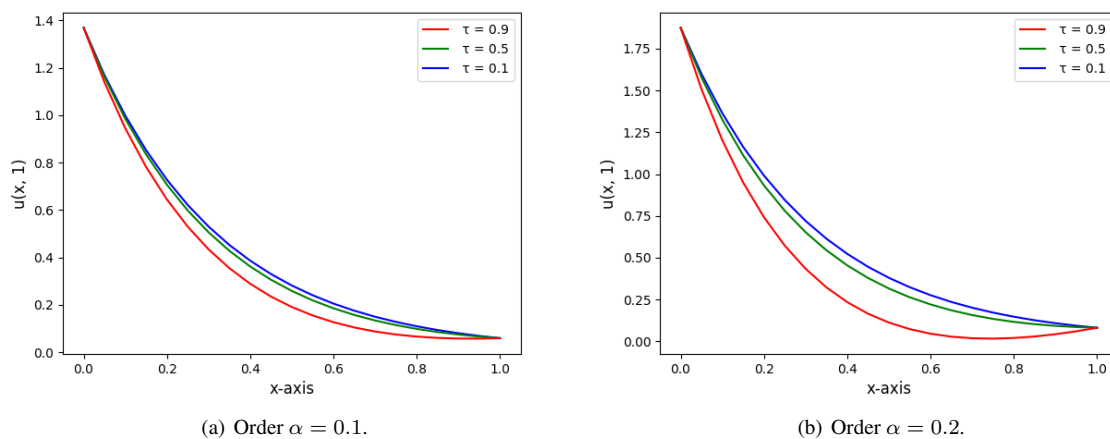 1.4
1.2
1.0
0.8
0.6
0.4
0.2
0.0
u(x, 1)
0.0 0.2 0.4 0.6 0.8 1.0
x-axis
τ = 0.9
τ = 0.5
τ = 0.1
(a) Order α = 0.1.
1.75
1.50
1.25
1.00
0.75
0.50
0.25
0.00
u(x, 1)
0.0 0.2 0.4 0.6 0.8 1.0
x-axis
τ = 0.9
τ = 0.5
τ = 0.1
(b) Order α = 0.2.